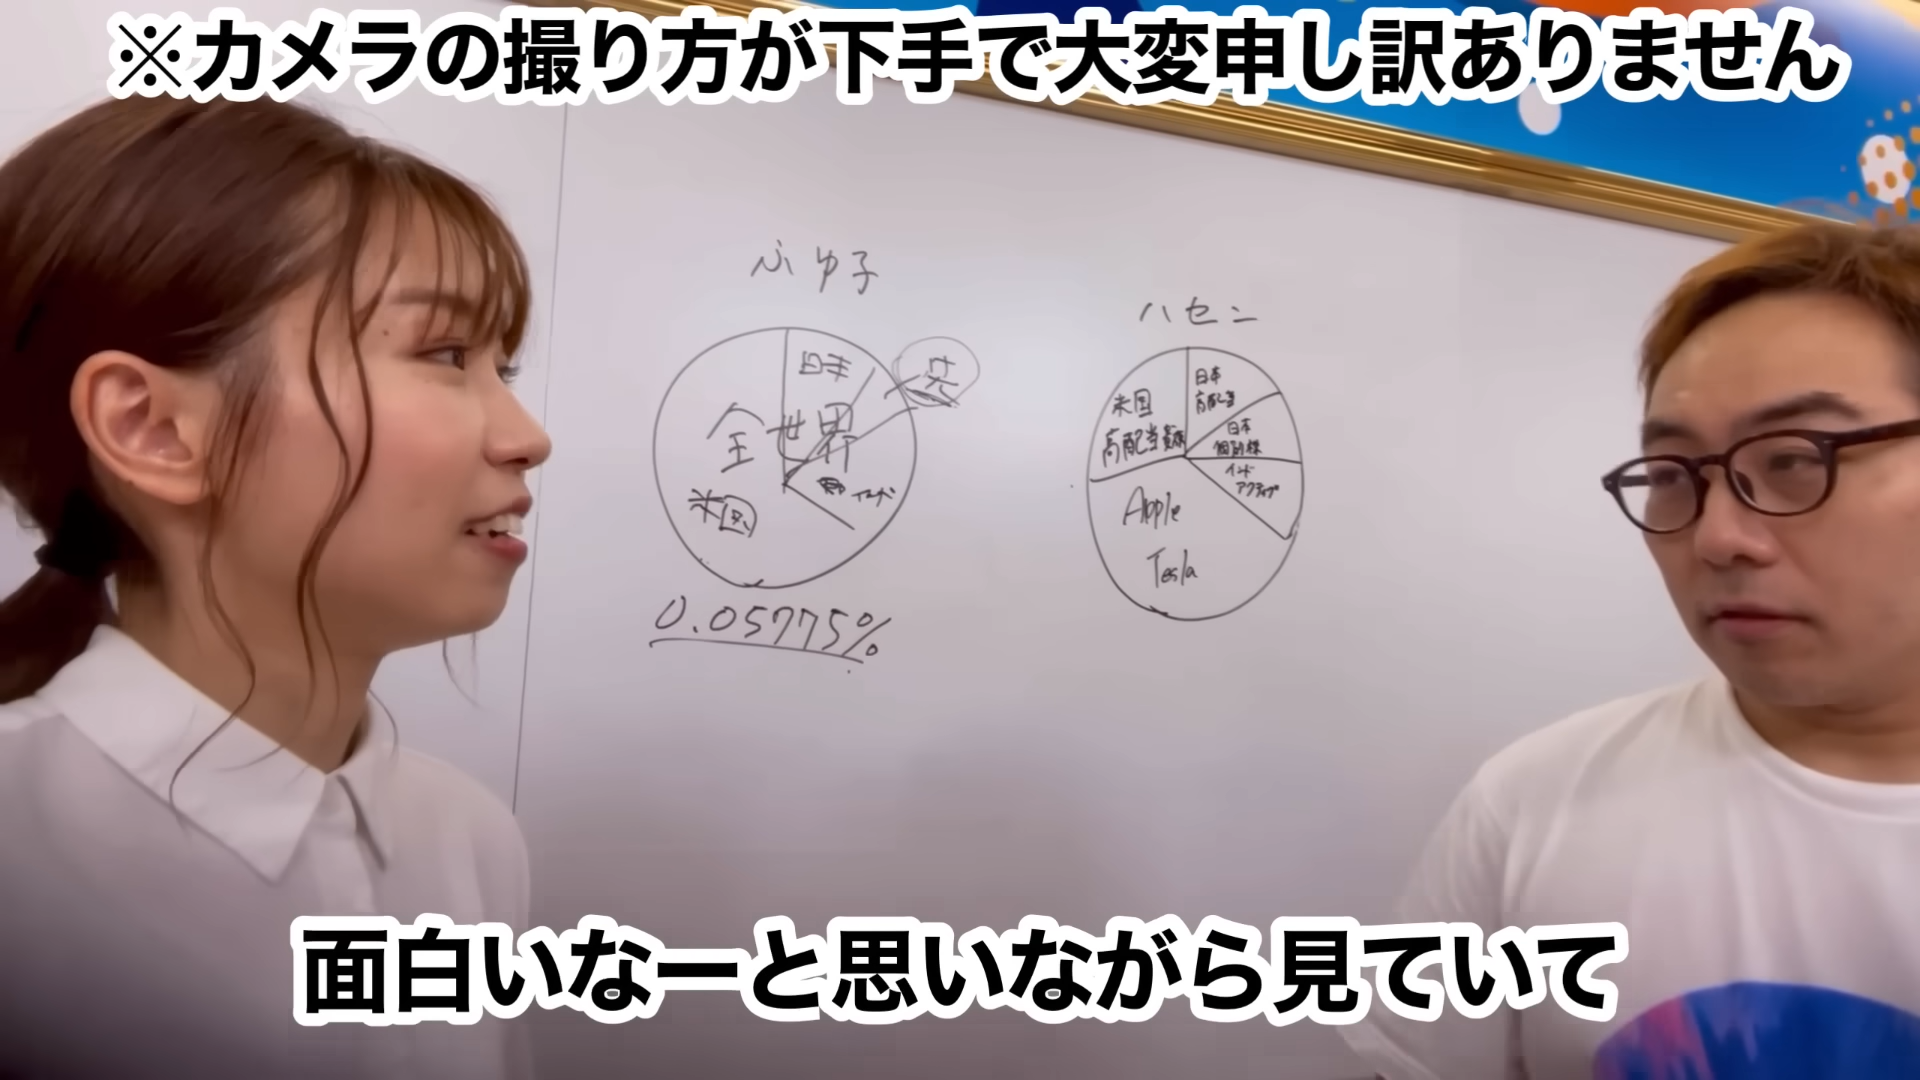 ※カメラの撮り方が下手で大変申し訳ありません
ふゆ子
日本
全世界
米国
インド
0.05775%
ハセン
日本
高配当
米国
高配当
日本
個別株
インド
アクティブ
Apple
Tesla
面白いなーと思いながら見ていて